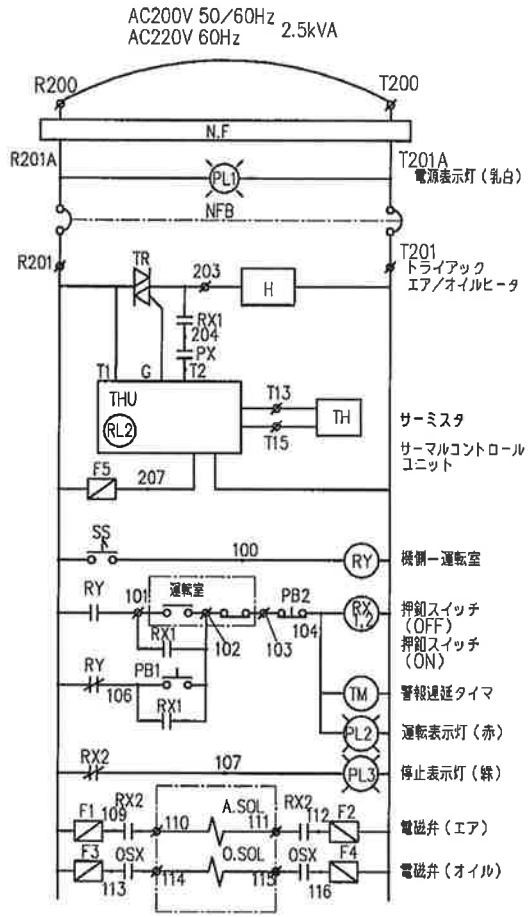 AC200V 50/60Hz
AC220V 60Hz 2.5kVA
R200 T200
N.F
R201A T201A
PL1 電源表示灯(乳白)
NFB
R201 T201
TR 203 トライアック
H エア/オイルヒータ
RX1
204
PX
T1 G T2
THU T13
RL2 TH サーミスタ
T15
サーマルコントロール
ユニット
F5 207
SS 100
RY 機側ー運転室
RY 101 運転室 PB2
102 103 104 RX 1.2 押釦スイッチ
(OFF)
RX1 押釦スイッチ
(ON)
RY PB1
106 TM 警報遅延タイマ
RX1
PL2 運転表示灯(赤)
RX2 107
PL3 停止表示灯(緑)
F1 109 RX2 110 A.SOL 111 RX2 112 F2 電磁弁(エア)
F3 OSX O.SOL OSX F4 電磁弁(オイル)
113 114 115 116